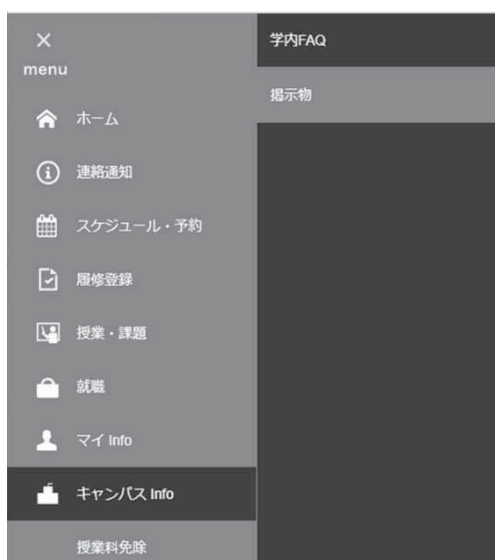 ×
menu
ホーム
連絡通知
スケジュール・予約
履修登録
授業・課題
就職
マイ Info
キャンパス Info
授業料免除
学内FAQ
掲示物